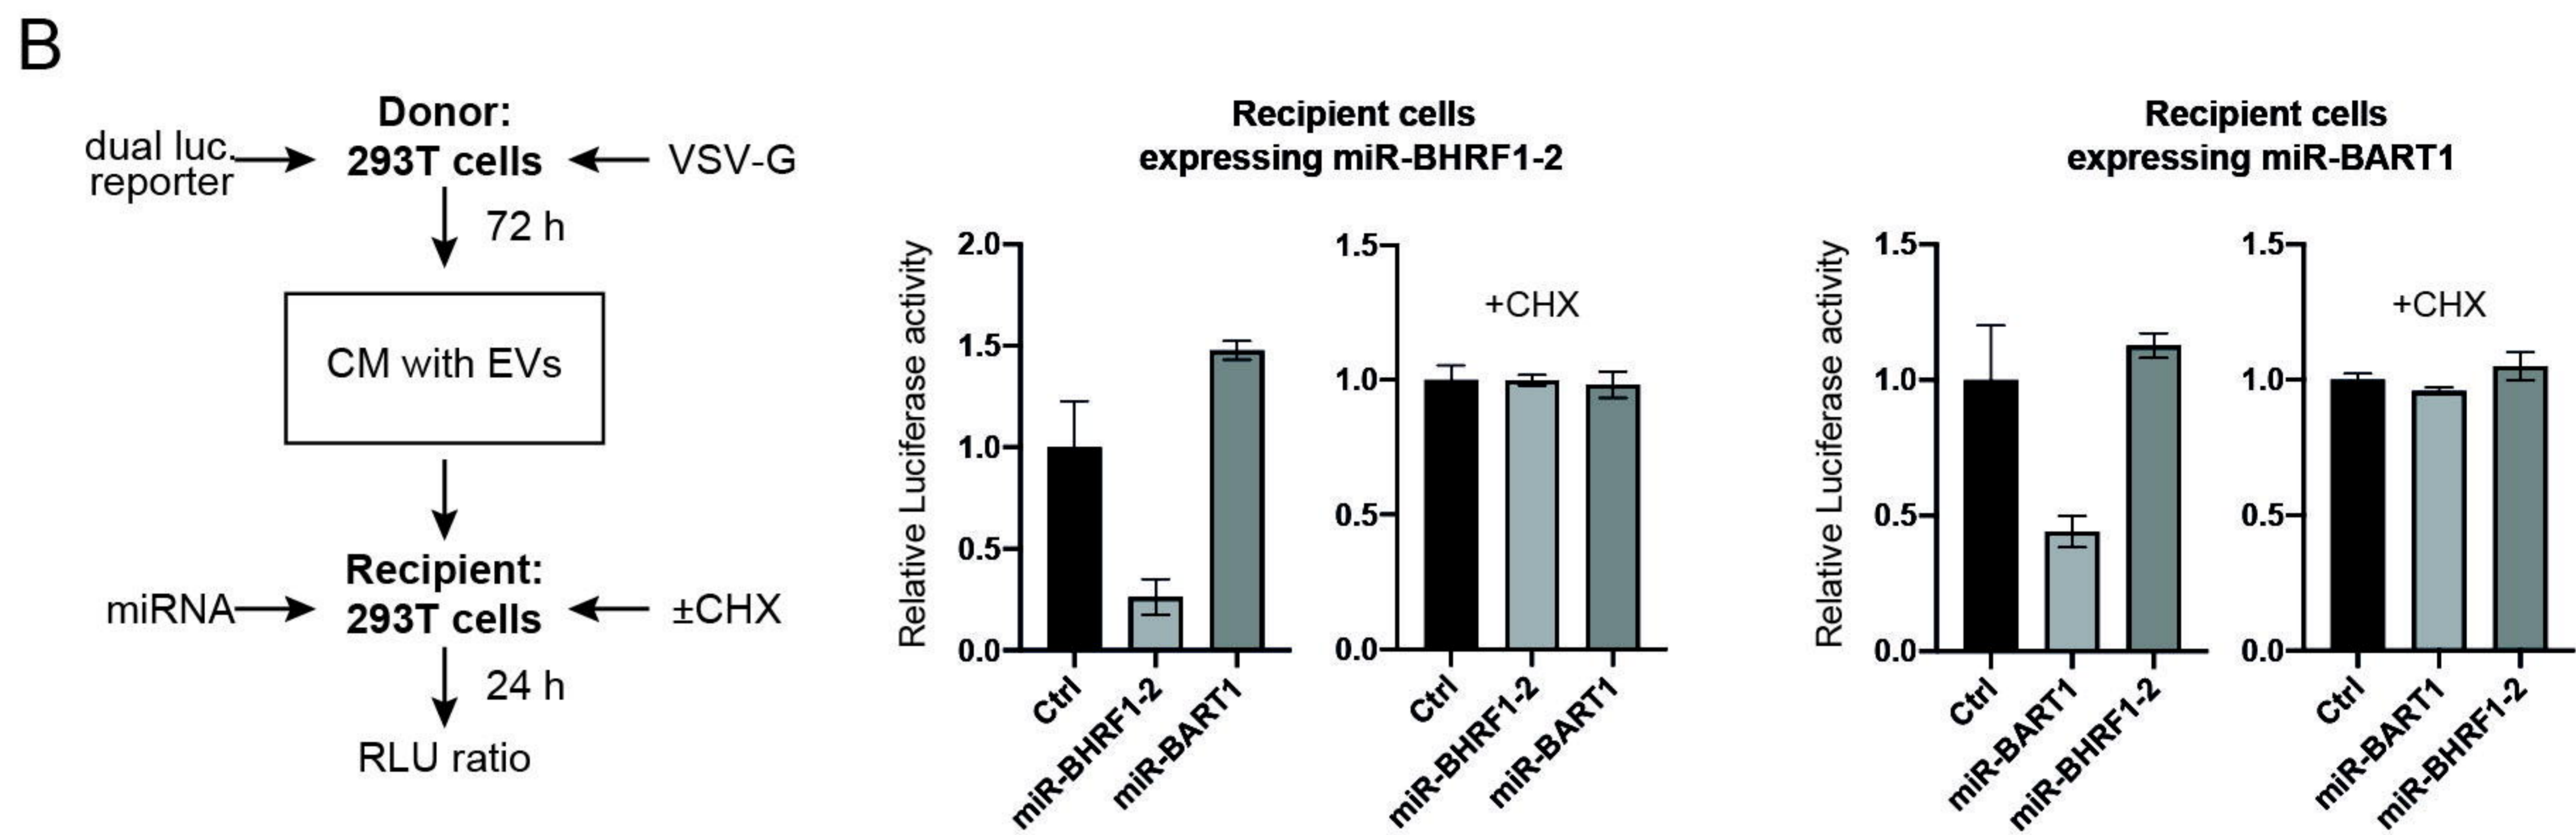 B
Donor:
293T cells
dual luc.
reporter
VSV-G
72 h
CM with EVs
Recipient:
293T cells
miRNA
±CHX
24 h
RLU ratio
Recipient cells
expressing miR-BHRF1-2
Relative Luciferase activity
2.0
1.5
1.0
0.5
0.0
Ctrl
miR-BHRF1-2
miR-BART1
+CHX
1.5
1.0
0.5
0.0
Ctrl
miR-BHRF1-2
miR-BART1
Recipient cells
expressing miR-BART1
Relative Luciferase activity
1.5
1.0
0.5
0.0
Ctrl
miR-BART1
miR-BHRF1-2
+CHX
1.5
1.0
0.5
0.0
Ctrl
miR-BART1
miR-BHRF1-2